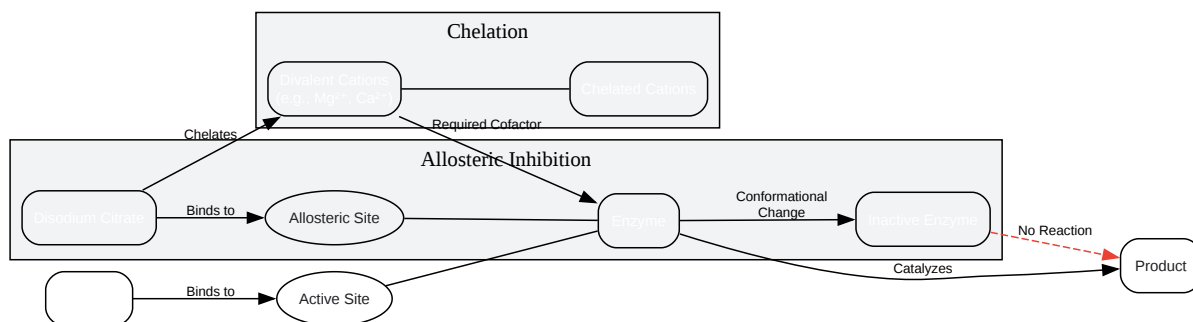 Chelation
Divalent Cations
(e.g., Mg²⁺, Ca²⁺)
Chelated Cations
Chelates
Required Cofactor
Allosteric Inhibition
Disodium Citrate
Binds to
Allosteric Site
Enzyme
Conformational
Change
Inactive Enzyme
No Reaction
Product
Catalyzes
Binds to
Active Site